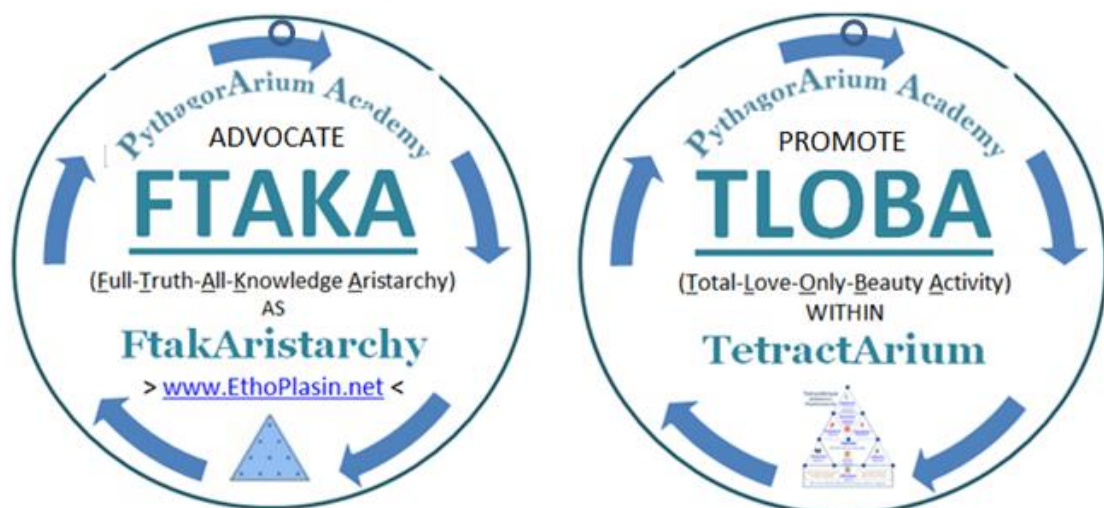 PythagorArium Academy
ADVOCATE
FTAKA
(Full-Truth-All-Knowledge Aristarchy)
AS
FtakAristarchy
> www.EthoPlasin.net <
PythagorArium Academy
PROMOTE
TLOBA
(Total-Love-Only-Beauty Activity)
WITHIN
TetractArium